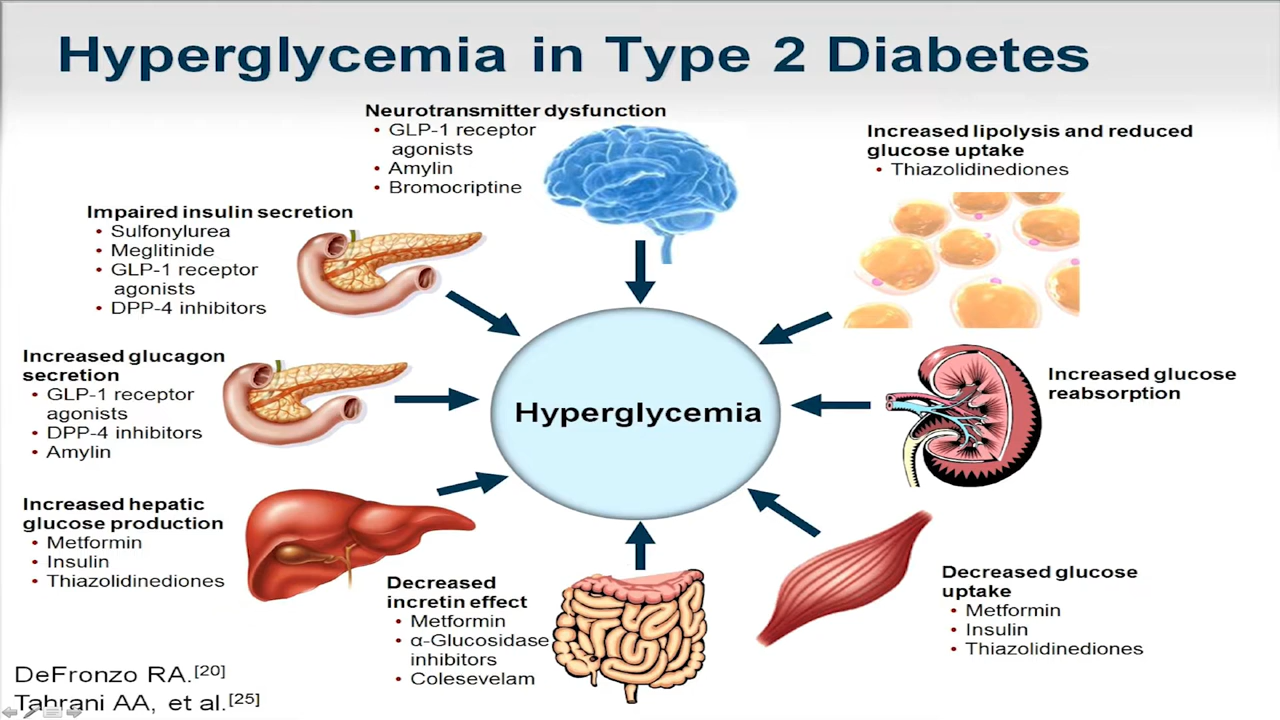 Hyperglycemia in Type 2 Diabetes
Neurotransmitter dysfunction
• GLP-1 receptor
agonists
• Amylin
• Bromocriptine
Increased lipolysis and reduced
glucose uptake
• Thiazolidinediones
Impaired insulin secretion
• Sulfonylurea
• Meglitinide
• GLP-1 receptor
agonists
• DPP-4 inhibitors
Increased glucagon
secretion
• GLP-1 receptor
agonists
• DPP-4 inhibitors
• Amylin
Hyperglycemia
Increased glucose
reabsorption
Increased hepatic
glucose production
• Metformin
• Insulin
• Thiazolidinediones
Decreased
incretin effect
• Metformin
• α-Glucosidase
inhibitors
• Colesevelam
Decreased glucose
uptake
• Metformin
• Insulin
• Thiazolidinediones
DeFronzo RA.[20]
Tahrani AA, et al.[25]